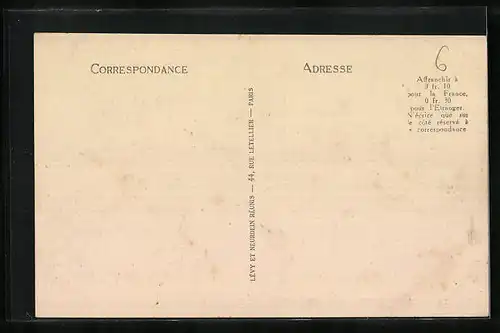 CORRESPONDANCE
ADRESSE
6
Affranchir à
0 fr. 10
pour la France,
0 fr. 30
pour l'Etranger.
N'écrire que sur
le côté réservé à
correspondance
LÉVY ET NEURDEIN RÉUNIS — 44, RUE LETELLIER — PARIS